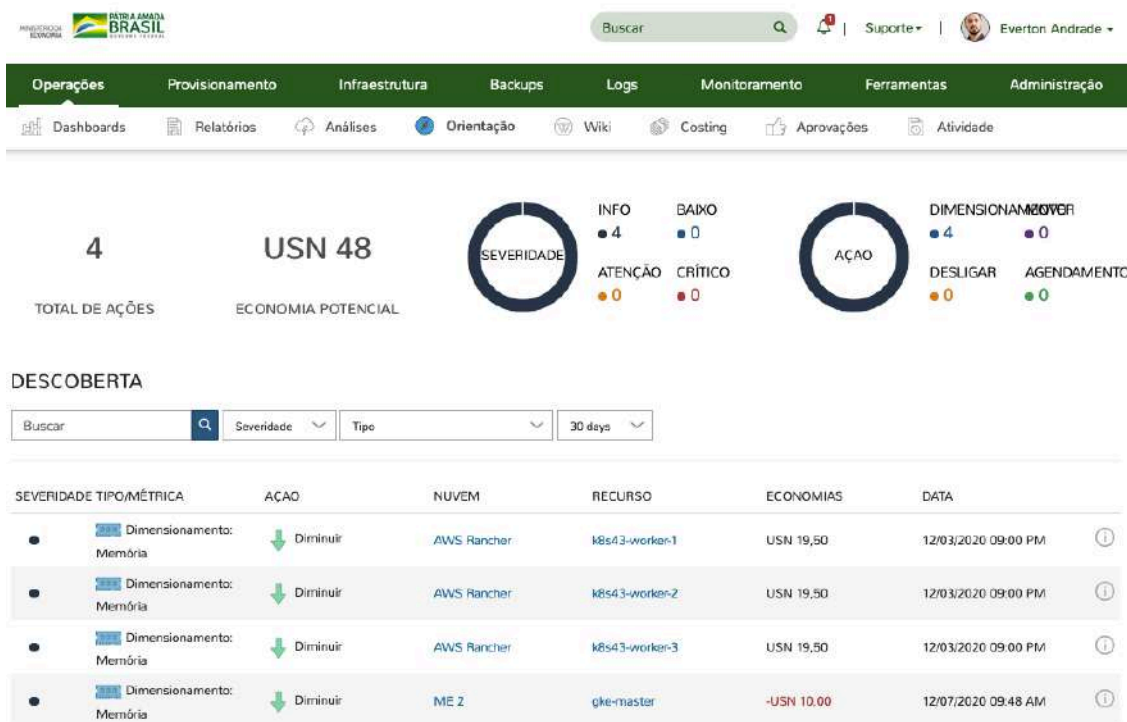 MINISTÉRIO DA
ECONOMIA
PÁTRIA AMADA
BRASIL
GOVERNO FEDERAL
Buscar
1
| Suporte | Everton Andrade
Operações Provisionamento Infraestrutura Backups Logs Monitoramento Ferramentas Administração
Dashboards Relatórios Análises Orientação Wiki Costing Aprovações Atividade
4
TOTAL DE AÇÕES
USN 48
ECONOMIA POTENCIAL
SEVERIDADE
INFO BAIXO
4 0
ATENÇÃO CRÍTICO
0 0
AÇAO
DIMENSIONAMENTO MOVER
4 0
DESLIGAR AGENDAMENTO
0 0
DESCOBERTA
Buscar Severidade Tipo 30 days
SEVERIDADE TIPO/MÉTRICA AÇAO NUVEM RECURSO ECONOMIAS DATA
Dimensionamento:
Memória Diminuir AWS Rancher k8s43-worker-1 USN 19,50 12/03/2020 09:00 PM
Dimensionamento:
Memória Diminuir AWS Rancher k8s43-worker-2 USN 19,50 12/03/2020 09:00 PM
Dimensionamento:
Memória Diminuir AWS Rancher k8s43-worker-3 USN 19,50 12/03/2020 09:00 PM
Dimensionamento:
Memória Diminuir ME 2 gke-master -USN 10,00 12/07/2020 09:48 AM